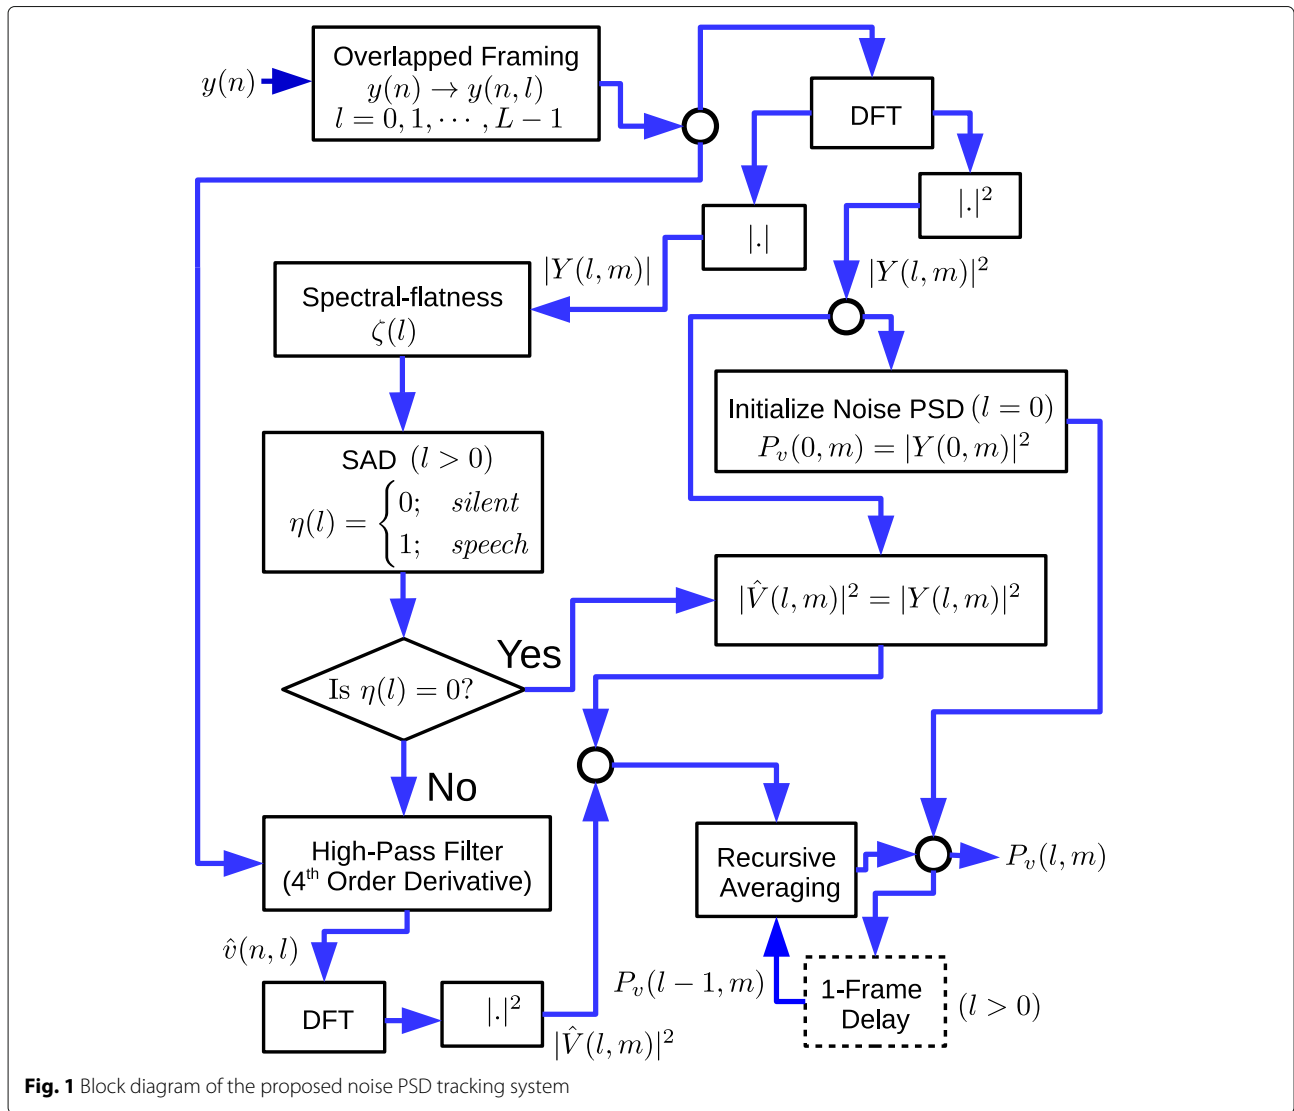 y(n)
Overlapped Framing
y(n) → y(n, l)
l = 0, 1, ⋯ , L − 1
DFT
|.|
|.|²
|Y(l, m)|
|Y(l, m)|²
Spectral-flatness
ζ(l)
Initialize Noise PSD (l = 0)
P_v(0, m) = |Y(0, m)|²
SAD (l > 0)
η(l) = { 0; silent
1; speech
|V̂(l, m)|² = |Y(l, m)|²
Is η(l) = 0?
Yes
No
High-Pass Filter
(4th Order Derivative)
Recursive
Averaging
P_v(l, m)
v̂(n, l)
DFT
|.|²
|V̂(l, m)|²
P_v(l − 1, m)
1-Frame
Delay
(l > 0)
Fig. 1 Block diagram of the proposed noise PSD tracking system